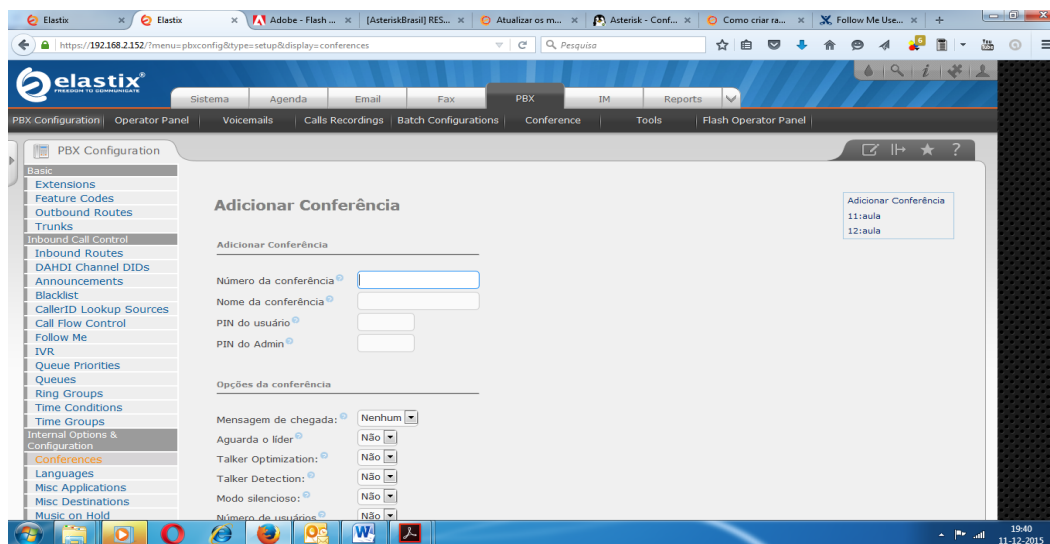 Elastix
Elastix
Adobe - Flash ...
[AsteriskBrasil] RES...
Atualizar os m...
Asterisk - Conf...
Como criar ra...
Follow Me Use...
https://192.168.2.152/?menu=pbxconfig&type=setup&display=conferences
Pesquisa
elastix®
FREEDOM TO COMMUNICATE
Sistema
Agenda
Email
Fax
PBX
IM
Reports
PBX Configuration
Operator Panel
Voicemails
Calls Recordings
Batch Configurations
Conference
Tools
Flash Operator Panel
PBX Configuration
Basic
Extensions
Feature Codes
Outbound Routes
Trunks
Inbound Call Control
Inbound Routes
DAHDI Channel DIDs
Announcements
Blacklist
CallerID Lookup Sources
Call Flow Control
Follow Me
IVR
Queue Priorities
Queues
Ring Groups
Time Conditions
Time Groups
Internal Options &
Configuration
Conferences
Languages
Misc Applications
Misc Destinations
Music on Hold
Adicionar Conferência
Adicionar Conferência
Número da conferência
Nome da conferência
PIN do usuário
PIN do Admin
Opções da conferência
Mensagem de chegada: Nenhum
Aguarda o líder Não
Talker Optimization: Não
Talker Detection: Não
Modo silencioso: Não
Número de usuários Não
Adicionar Conferência
11:aula
12:aula
19:40
11-12-2015